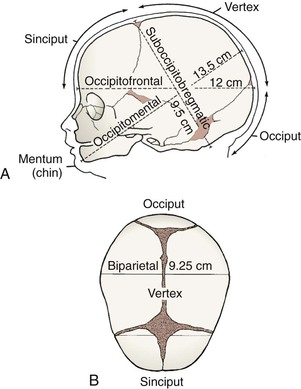 Vertex
Sinciput
Suboccipitobregmatic
13.5 cm
Occipitofrontal
12 cm
Occipitomental
9.5 cm
Occiput
Mentum
(chin)
A
Occiput
Biparietal 9.25 cm
Vertex
B
Sinciput